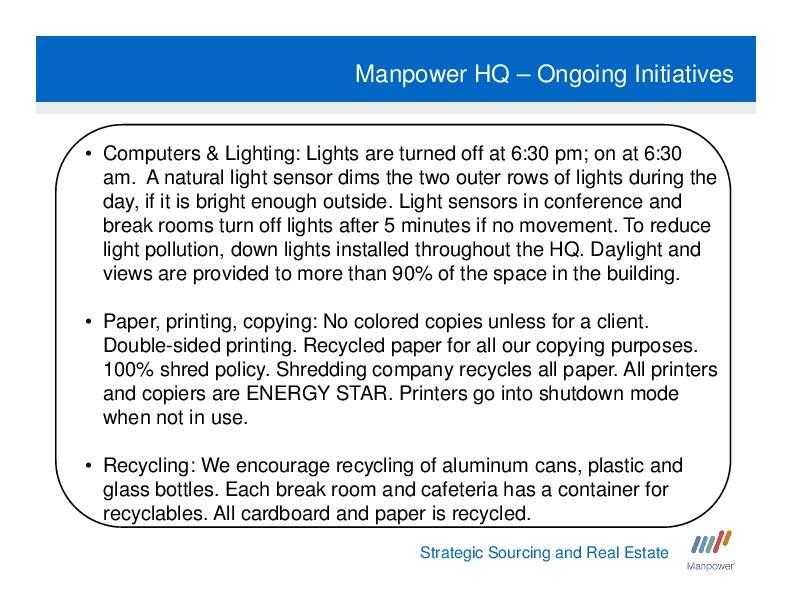 Manpower HQ – Ongoing Initiatives
• Computers & Lighting: Lights are turned off at 6:30 pm; on at 6:30
am.  A natural light sensor dims the two outer rows of lights during the
day, if it is bright enough outside. Light sensors in conference and
break rooms turn off lights after 5 minutes if no movement. To reduce
light pollution, down lights installed throughout the HQ. Daylight and
views are provided to more than 90% of the space in the building.
• Paper, printing, copying: No colored copies unless for a client.
Double-sided printing. Recycled paper for all our copying purposes.
100% shred policy. Shredding company recycles all paper. All printers
and copiers are ENERGY STAR. Printers go into shutdown mode
when not in use.
• Recycling: We encourage recycling of aluminum cans, plastic and
glass bottles. Each break room and cafeteria has a container for
recyclables. All cardboard and paper is recycled.
Strategic Sourcing and Real Estate
Manpower